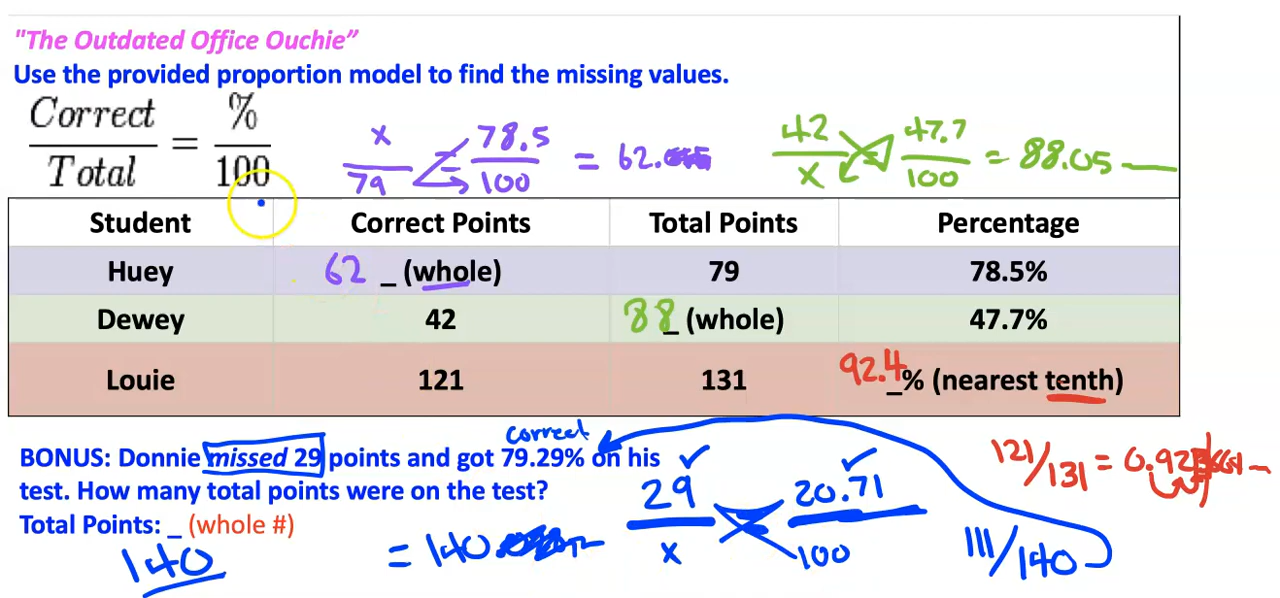 "The Outdated Office Ouchie”
Use the provided proportion model to find the missing values.
Correct / Total = % / 100
x / 79 = 78.5 / 100 = 62.
42 / x = 47.7 / 100 = 88.05
Student Correct Points Total Points Percentage
Huey 62 _ (whole) 79 78.5%
Dewey 42 88 _ (whole) 47.7%
Louie 121 131 92.4 _% (nearest tenth)
correct
BONUS: Donnie missed 29 points and got 79.29% on his
test. How many total points were on the test?
Total Points: _ (whole #)
140
= 140.
29 / x 20.71 / 100
111/140
121/131 = 0.923